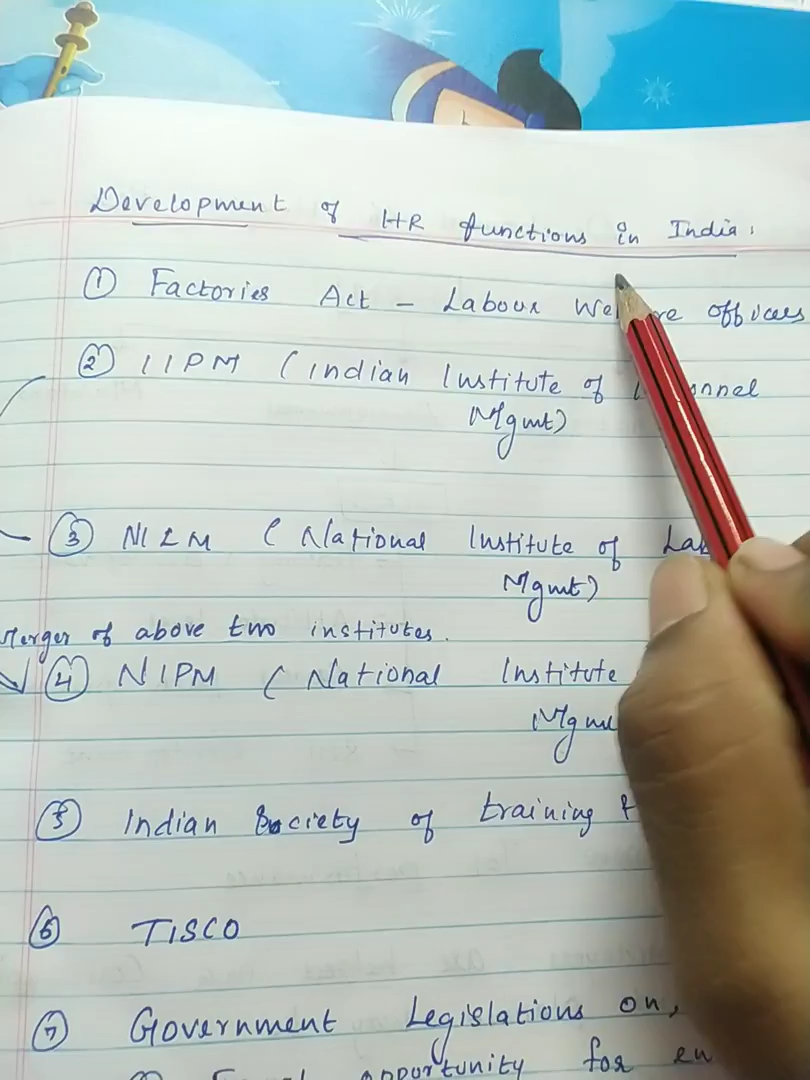 Development of HR functions in India:
① Factories Act - Labour officers
② IIPM (Indian Institute of
Mgmt)
③ NILM (National Institute of
Mgmt)
Merger of above two institutes.
④ NIPM (National Institute
⑤ Indian Society of training &
⑥ TISCO
⑦ Government Legislations on,
opportunity for